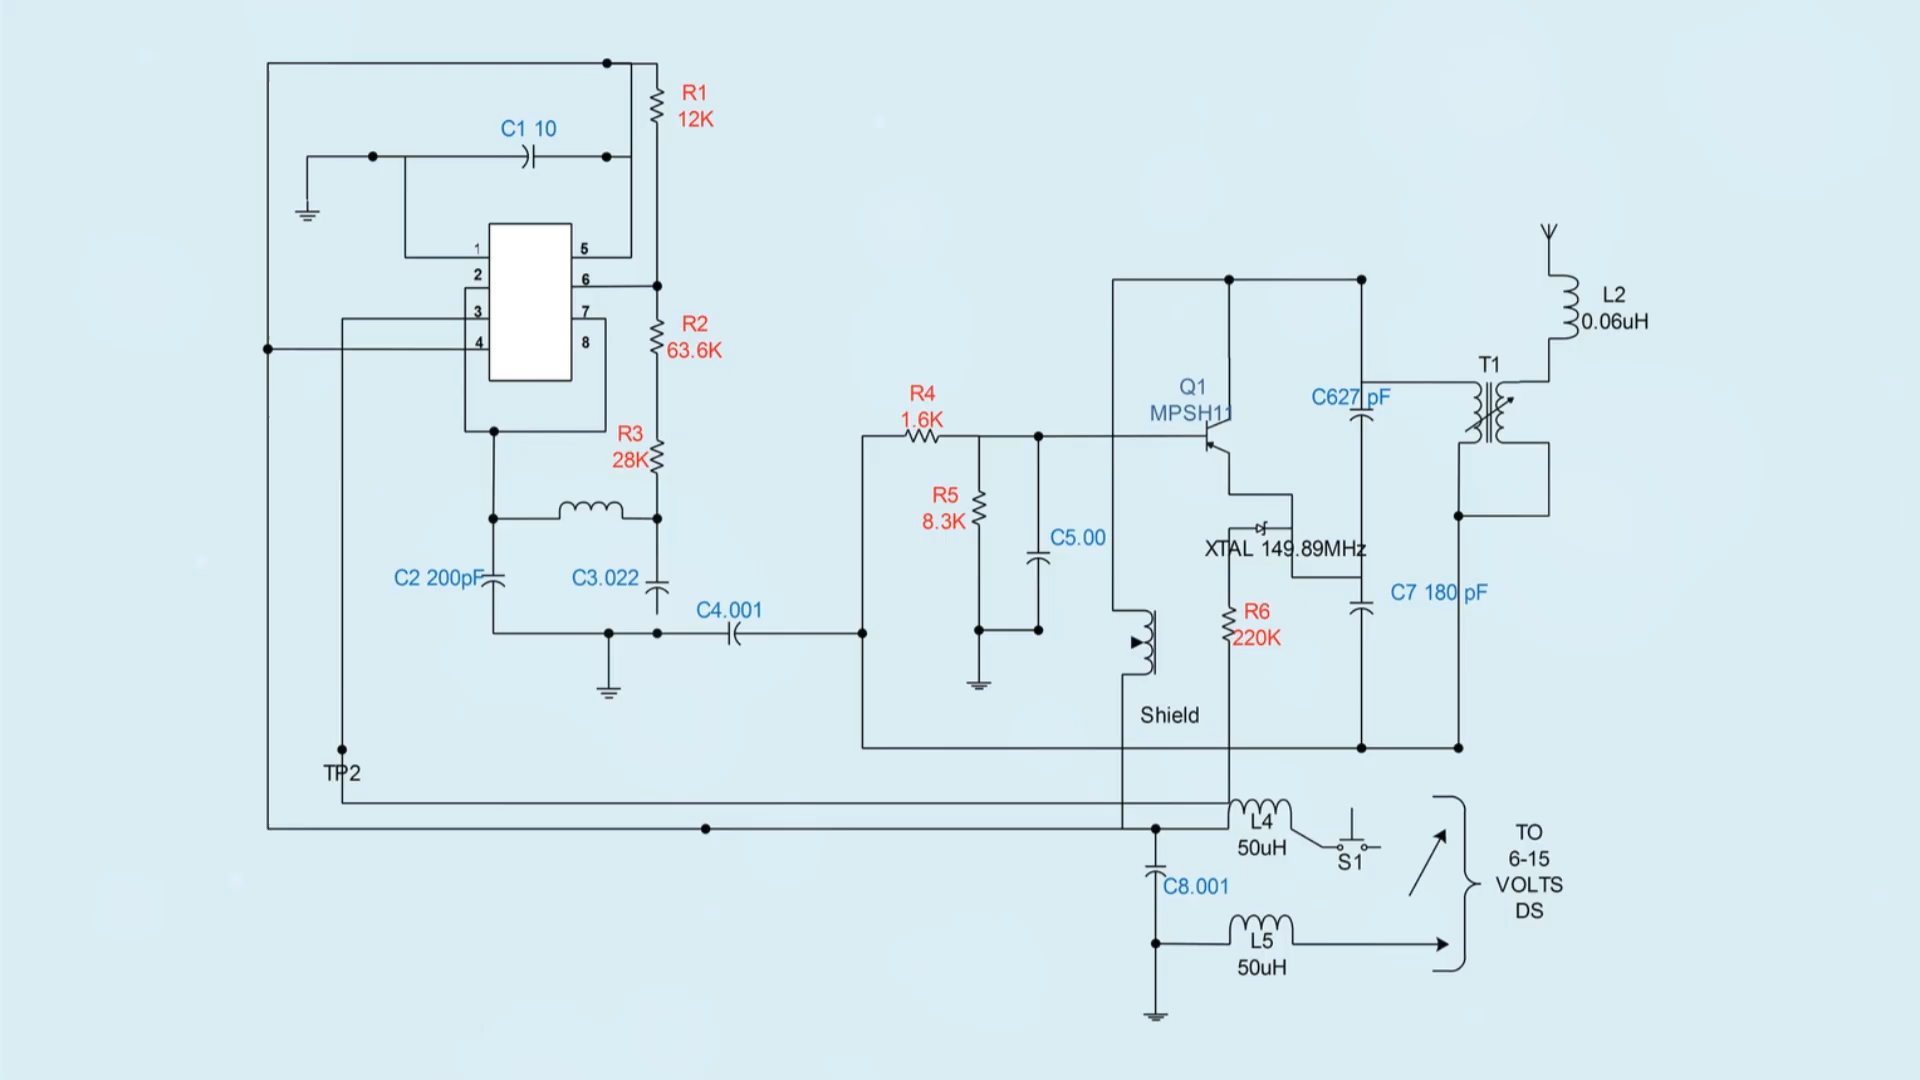 R1
12K
C1 10
1
2
3
4
5
6
7
8
R2
63.6K
R3
28K
C2 200pF
C3.022
C4.001
TP2
R4
1.6K
R5
8.3K
C5.00
Q1
MPSH11
XTAL 149.89MHz
R6
220K
Shield
C627 pF
C7 180 pF
T1
L2
0.06uH
L4
50uH
S1
C8.001
L5
50uH
TO
6-15
VOLTS
DS